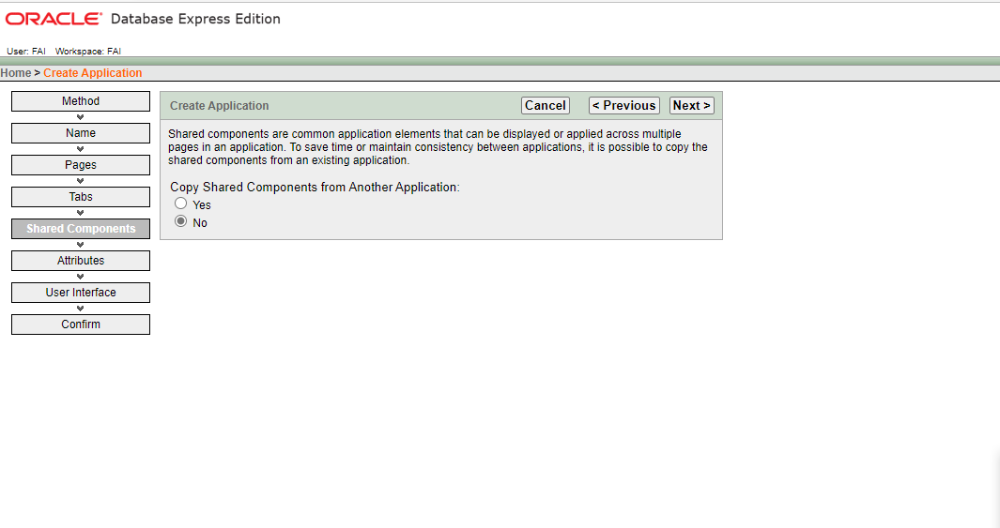 ORACLE Database Express Edition
User: FAI Workspace: FAI
Home > Create Application
Method
Name
Pages
Tabs
Shared Components
Attributes
User Interface
Confirm
Create Application
Cancel
< Previous
Next >
Shared components are common application elements that can be displayed or applied across multiple
pages in an application. To save time or maintain consistency between applications, it is possible to copy the
shared components from an existing application.
Copy Shared Components from Another Application:
Yes
No